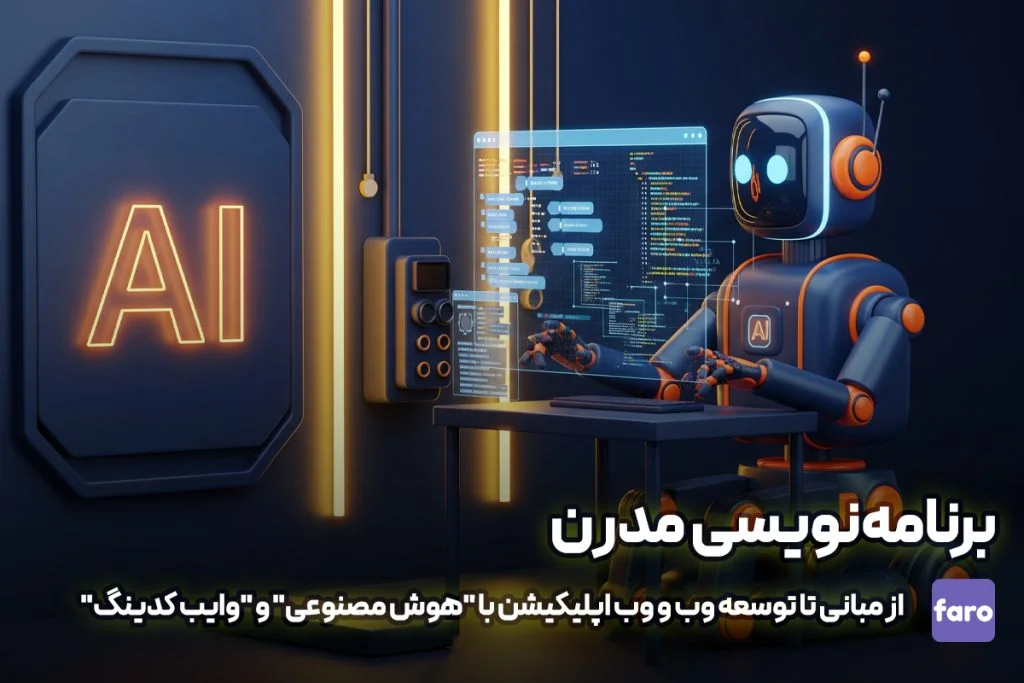 AI
AI
برنامه‌نویسی مدرن
از مبانی تا توسعه وب و وب اپلیکیشن با "هوش مصنوعی" و "وایب کدینگ"
faro